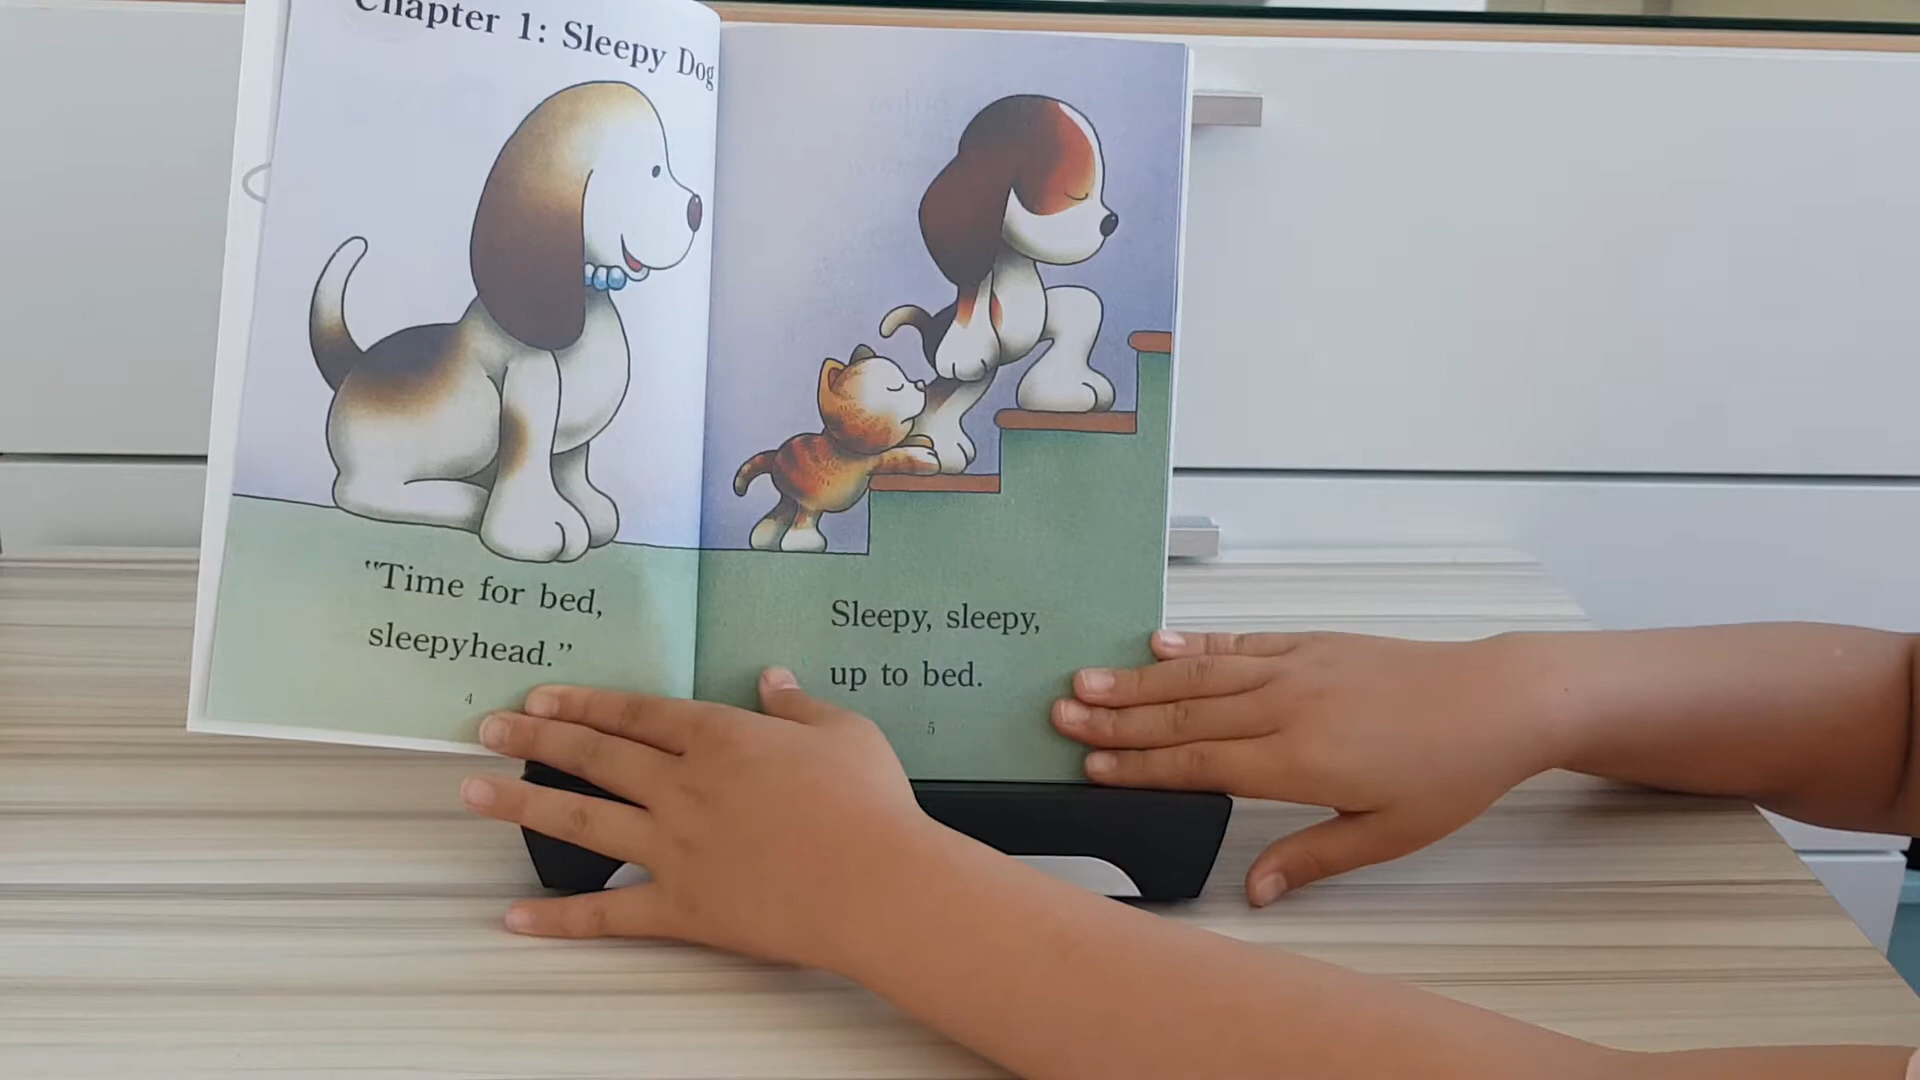 Chapter 1: Sleepy Dog
"Time for bed,
sleepyhead."
4
Sleepy, sleepy,
up to bed.
5